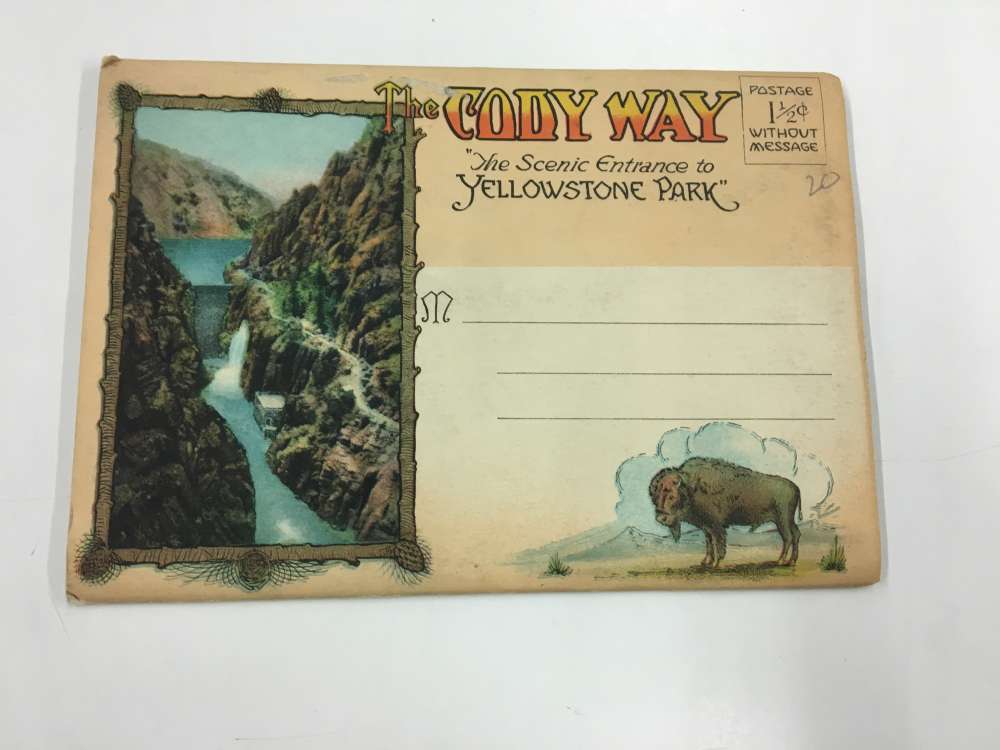 The CODY WAY
"The Scenic Entrance to
YELLOWSTONE PARK"
POSTAGE
1½¢
WITHOUT
MESSAGE
20
M